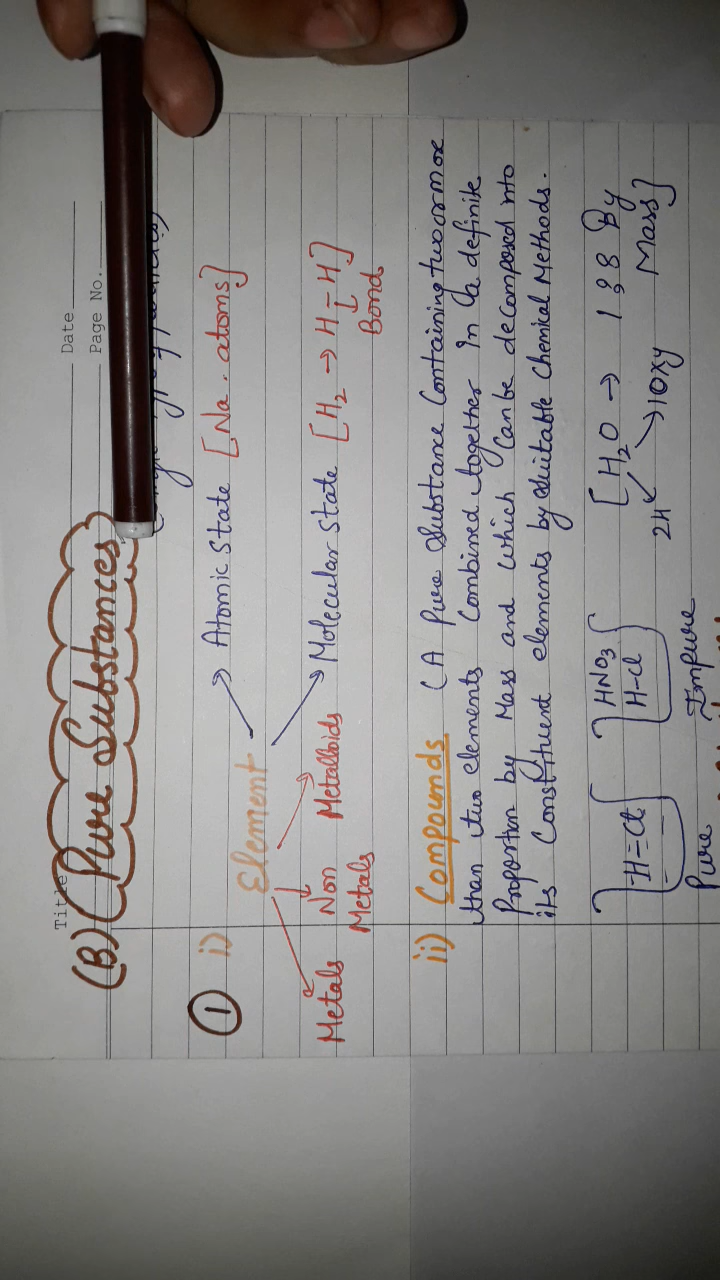 Title
Date
Page No.
(B) (Pure Substances)
① i) Element → Atomic State [Na. atoms]
→ Molecular State [H₂ → H-H]
Bond
Metals Non Metals Metalloids
ii) Compounds (A Pure Substance Containing two or more
than two elements Combined together In a definite
Proportion by Mass and which Can be decomposed into
its Constituent elements by suitable Chemical Methods.
H=Cl HNO₃ [H₂O → 1:8 By
H-Cl 2H 1Oxy Mass]
Pure Impure